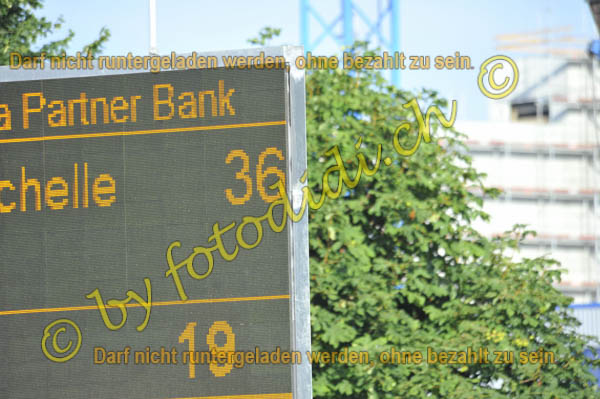 Darf nicht runtergeladen werden, ohne bezahlt zu sein.
©
a Partner Bank
chelle 36
© by fotodidi.ch
19
Darf nicht runtergeladen werden, ohne bezahlt zu sein